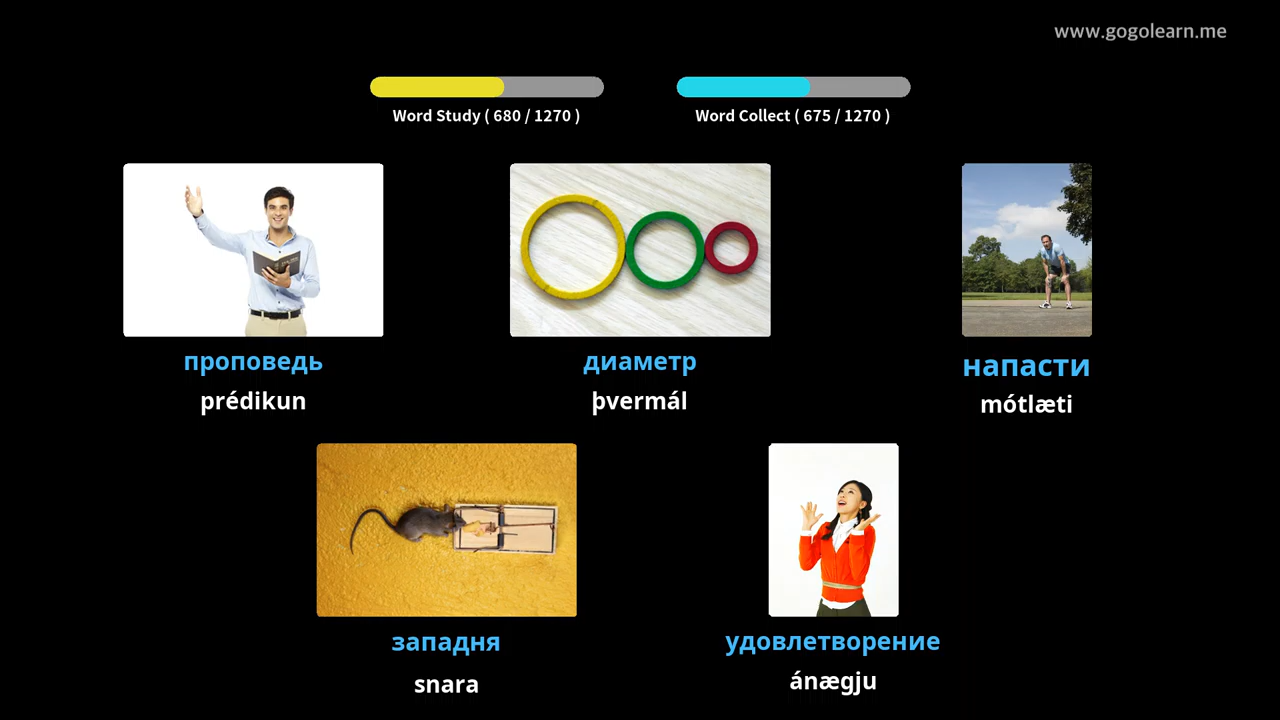 www.gogolearn.me
Word Study ( 680 / 1270 )
Word Collect ( 675 / 1270 )
проповедь
диаметр
напасти
prédikun
þvermál
mótlæti
западня
удовлетворение
snara
ánægju